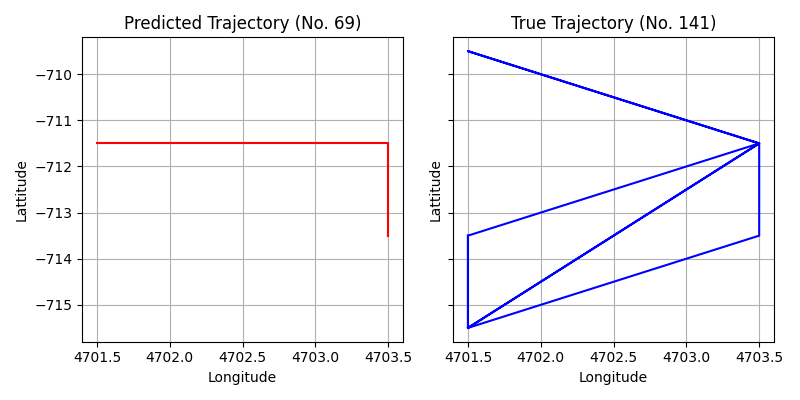 Predicted Trajectory (No. 69)
True Trajectory (No. 141)
Lattitude
−710
−711
−712
−713
−714
−715
4701.5 4702.0 4702.5 4703.0 4703.5
Longitude
Lattitude
4701.5 4702.0 4702.5 4703.0 4703.5
Longitude